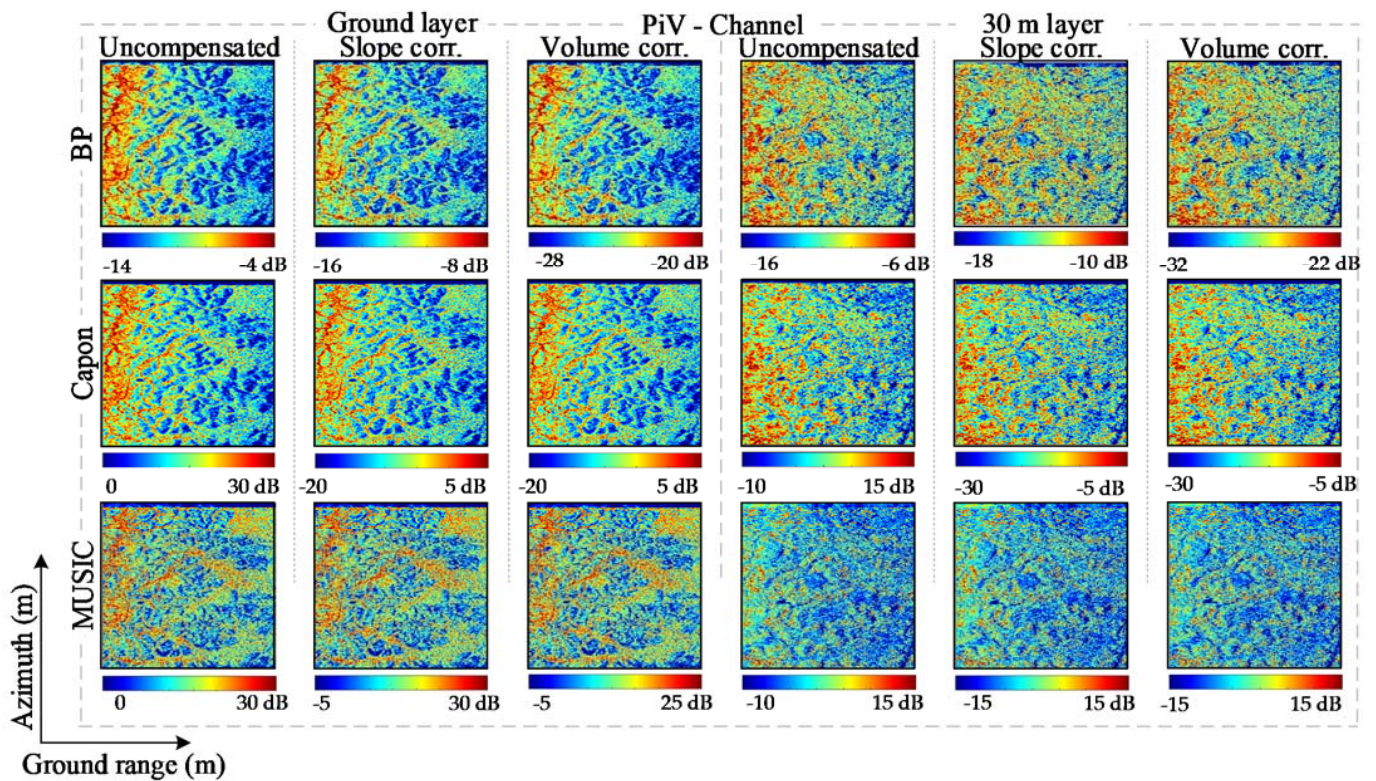 Ground layer PiV - Channel 30 m layer
Uncompensated Slope corr. Volume corr. Uncompensated Slope corr. Volume corr.
BP
-14 -4 dB -16 -8 dB -28 -20 dB -16 -6 dB -18 -10 dB -32 -22 dB
Capon
0 30 dB -20 5 dB -20 5 dB -10 15 dB -30 -5 dB -30 -5 dB
MUSIC
0 30 dB -5 30 dB -5 25 dB -10 15 dB -15 15 dB -15 15 dB
Azimuth (m)
Ground range (m)